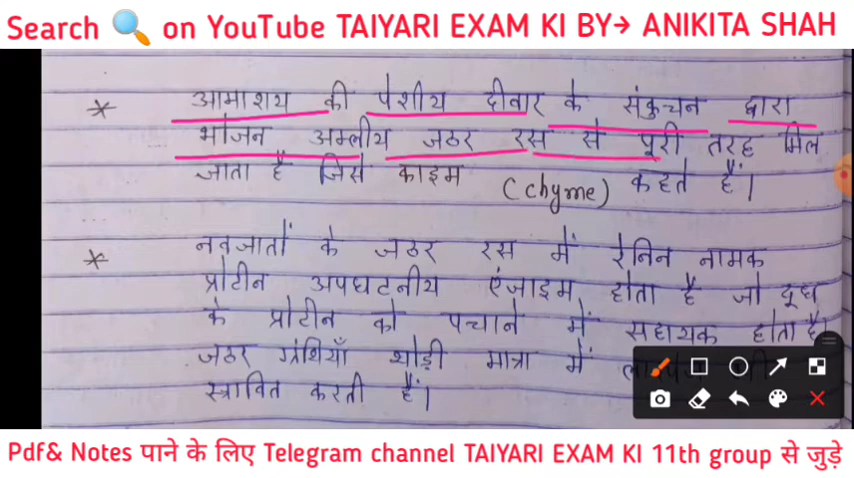 Search 🔍 on YouTube TAIYARI EXAM KI BY→ ANIKITA SHAH
* आमाशय की पेशीय दीवार के संकुचन द्वारा
भोजन अम्लीय जठर रस से पूरी तरह मिल
जाता है जिसे काइम (chyme) कहते हैं।
* नवजातों के जठर रस में रेनिन नामक
प्रोटीन अपघटनीय एंजाइम होता है जो दूध
के प्रोटीन को पचाने में सहायक होता है।
जठर ग्रंथियाँ थोड़ी मात्रा में
स्त्रावित करती हैं।
Pdf& Notes पाने के लिए Telegram channel TAIYARI EXAM KI 11th group से जुड़े